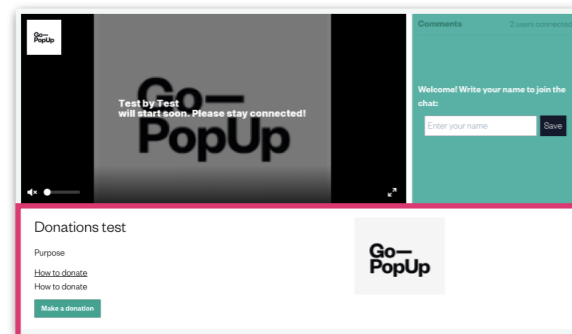 Go—
PopUp
Go—
PopUp
Test by Test
will start soon. Please stay connected!
Comments
2 users connected
Welcome! Write your name to join the
chat:
Enter your name
Save
Donations test
Purpose
How to donate
How to donate
Make a donation
Go—
PopUp